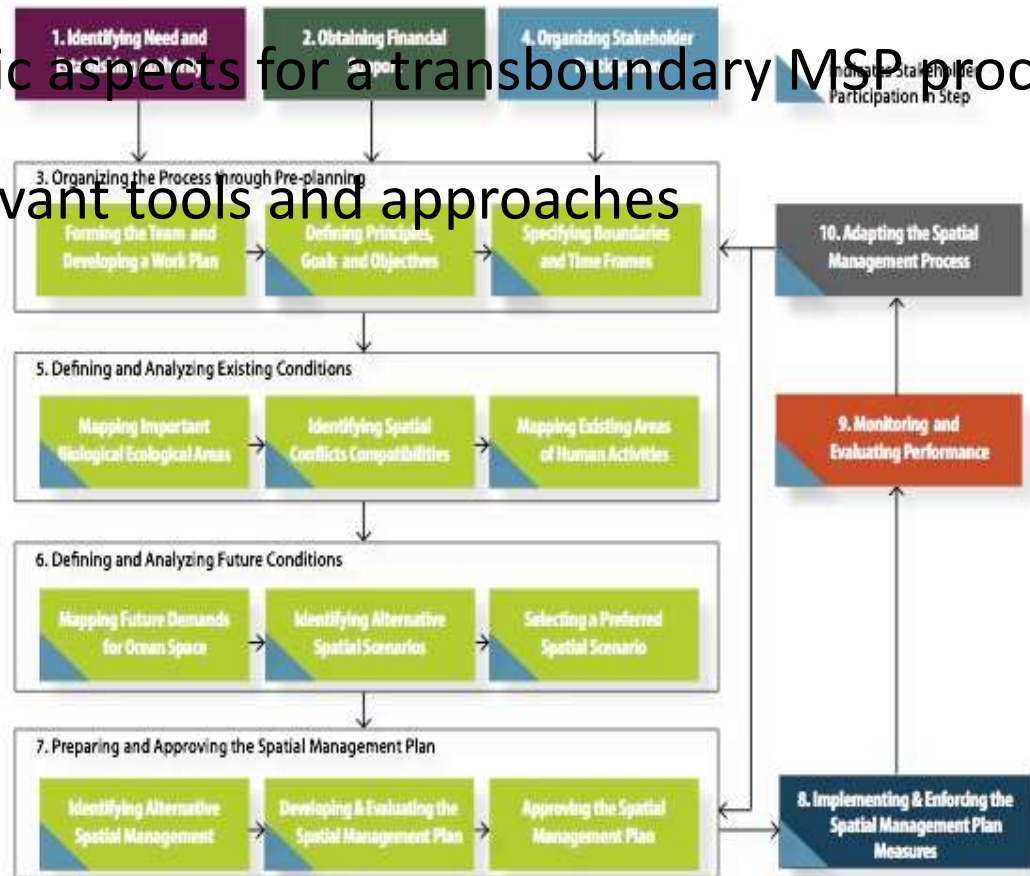 1. Identifying Need and
2. Obtaining Financial
Support
4. Organizing Stakeholder
Indicates Stakeholder
Participation in Step
ic aspects for a transboundary MSP proc
vant tools and approaches
3. Organizing the Process through Pre-planning
Forming the Team and
Developing a Work Plan
Defining Principles,
Goals and Objectives
Specifying Boundaries
and Time Frames
10. Adapting the Spatial
Management Process
5. Defining and Analyzing Existing Conditions
Mapping Important
Biological Ecological Areas
Identifying Spatial
Conflicts Compatibilities
Mapping Existing Areas
of Human Activities
9. Monitoring and
Evaluating Performance
6. Defining and Analyzing Future Conditions
Mapping Future Demands
for Ocean Space
Identifying Alternative
Spatial Scenarios
Selecting a Preferred
Spatial Scenario
7. Preparing and Approving the Spatial Management Plan
Identifying Alternative
Spatial Management
Developing & Evaluating the
Spatial Management Plan
Approving the Spatial
Management Plan
8. Implementing & Enforcing the
Spatial Management Plan
Measures